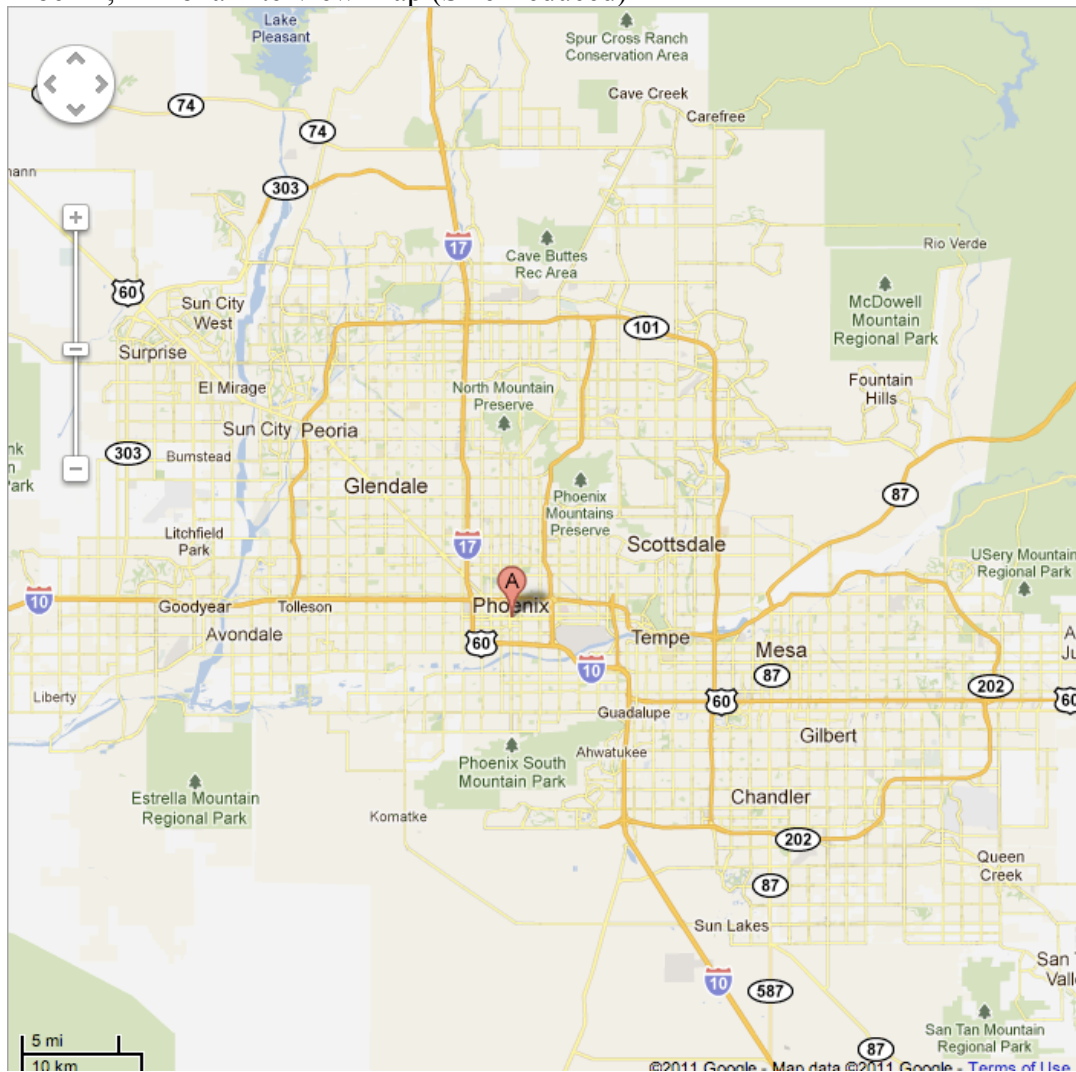 Lake
Pleasant
Spur Cross Ranch
Conservation Area
Cave Creek
74
Carefree
74
303
17
Rio Verde
Cave Buttes
Rec Area
60
Sun City
West
McDowell
Mountain
Regional Park
101
Surprise
El Mirage
North Mountain
Preserve
Fountain
Hills
Sun City
Peoria
303
Bumstead
Glendale
87
Phoenix
Mountains
Preserve
Litchfield
Park
17
Scottsdale
USery Mountain
Regional Park
A
10
Goodyear
Tolleson
Phoenix
Avondale
60
Tempe
Mesa
10
87
202
Liberty
60
60
Guadalupe
Gilbert
Ahwatukee
Phoenix South
Mountain Park
Estrella Mountain
Regional Park
Chandler
Komatke
202
Queen
Creek
87
Sun Lakes
10
587
San Tan Mountain
Regional Park
5 mi
87
10 km
©2011 Google - Map data ©2011 Google - Terms of Use